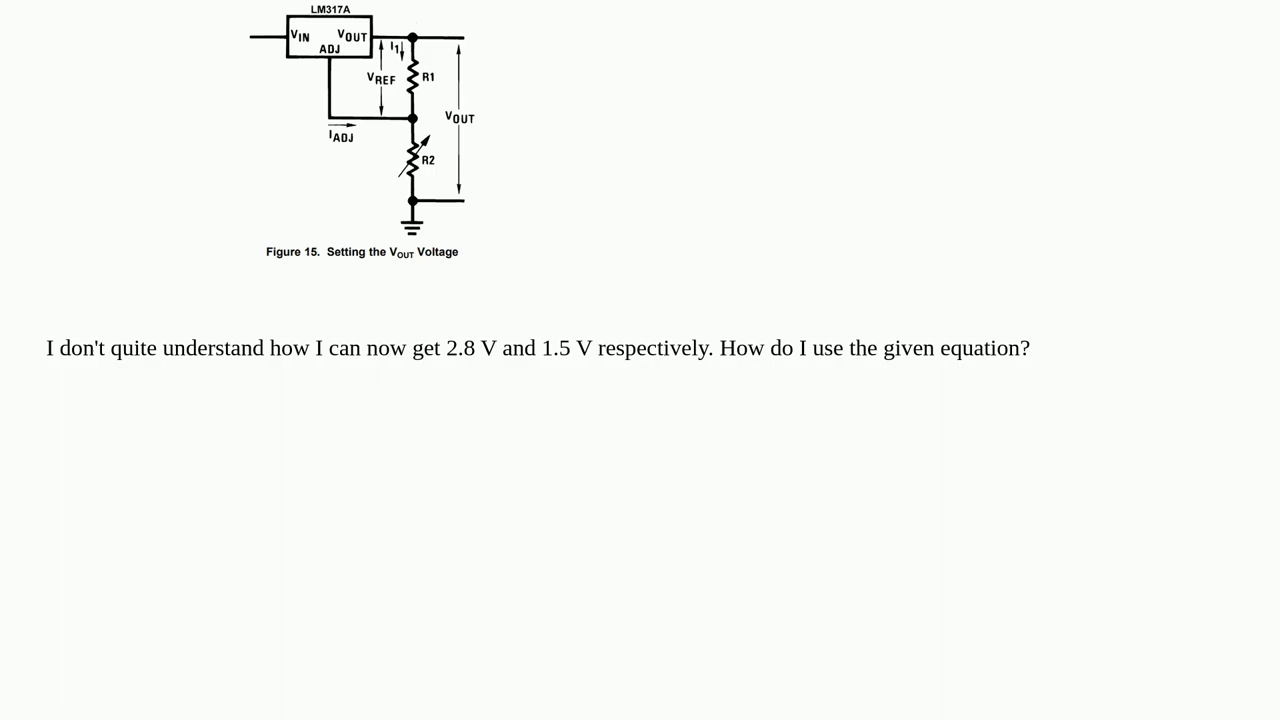 LM317A
VIN VOUT
ADJ
I1
VREF
R1
VOUT
IADJ
R2
Figure 15. Setting the VOUT Voltage
I don't quite understand how I can now get 2.8 V and 1.5 V respectively. How do I use the given equation?